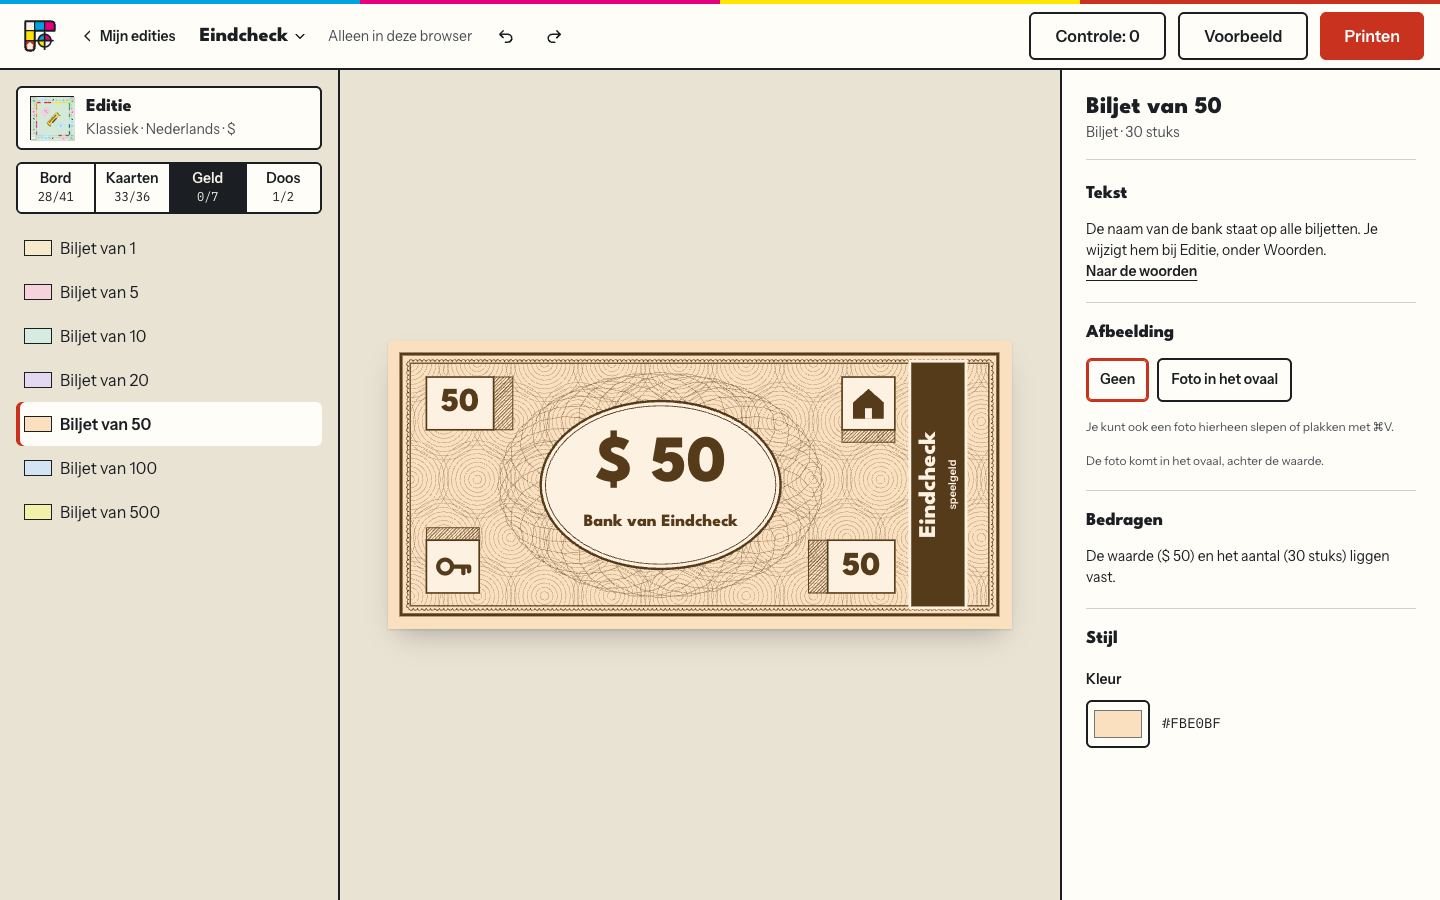 Mijn edities
Eindcheck
Alleen in deze browser
Controle: 0
Voorbeeld
Printen
Editie
Klassiek · Nederlands · $
Bord
28/41
Kaarten
33/36
Geld
0/7
Doos
1/2
Biljet van 1
Biljet van 5
Biljet van 10
Biljet van 20
Biljet van 50
Biljet van 100
Biljet van 500
50
$ 50
Bank van Eindcheck
50
Eindcheck
speelgeld
Biljet van 50
Biljet · 30 stuks
Tekst
De naam van de bank staat op alle biljetten. Je
wijzigt hem bij Editie, onder Woorden.
Naar de woorden
Afbeelding
Geen
Foto in het ovaal
Je kunt ook een foto hierheen slepen of plakken met ⌘V.
De foto komt in het ovaal, achter de waarde.
Bedragen
De waarde ($ 50) en het aantal (30 stuks) liggen
vast.
Stijl
Kleur
#FBE0BF